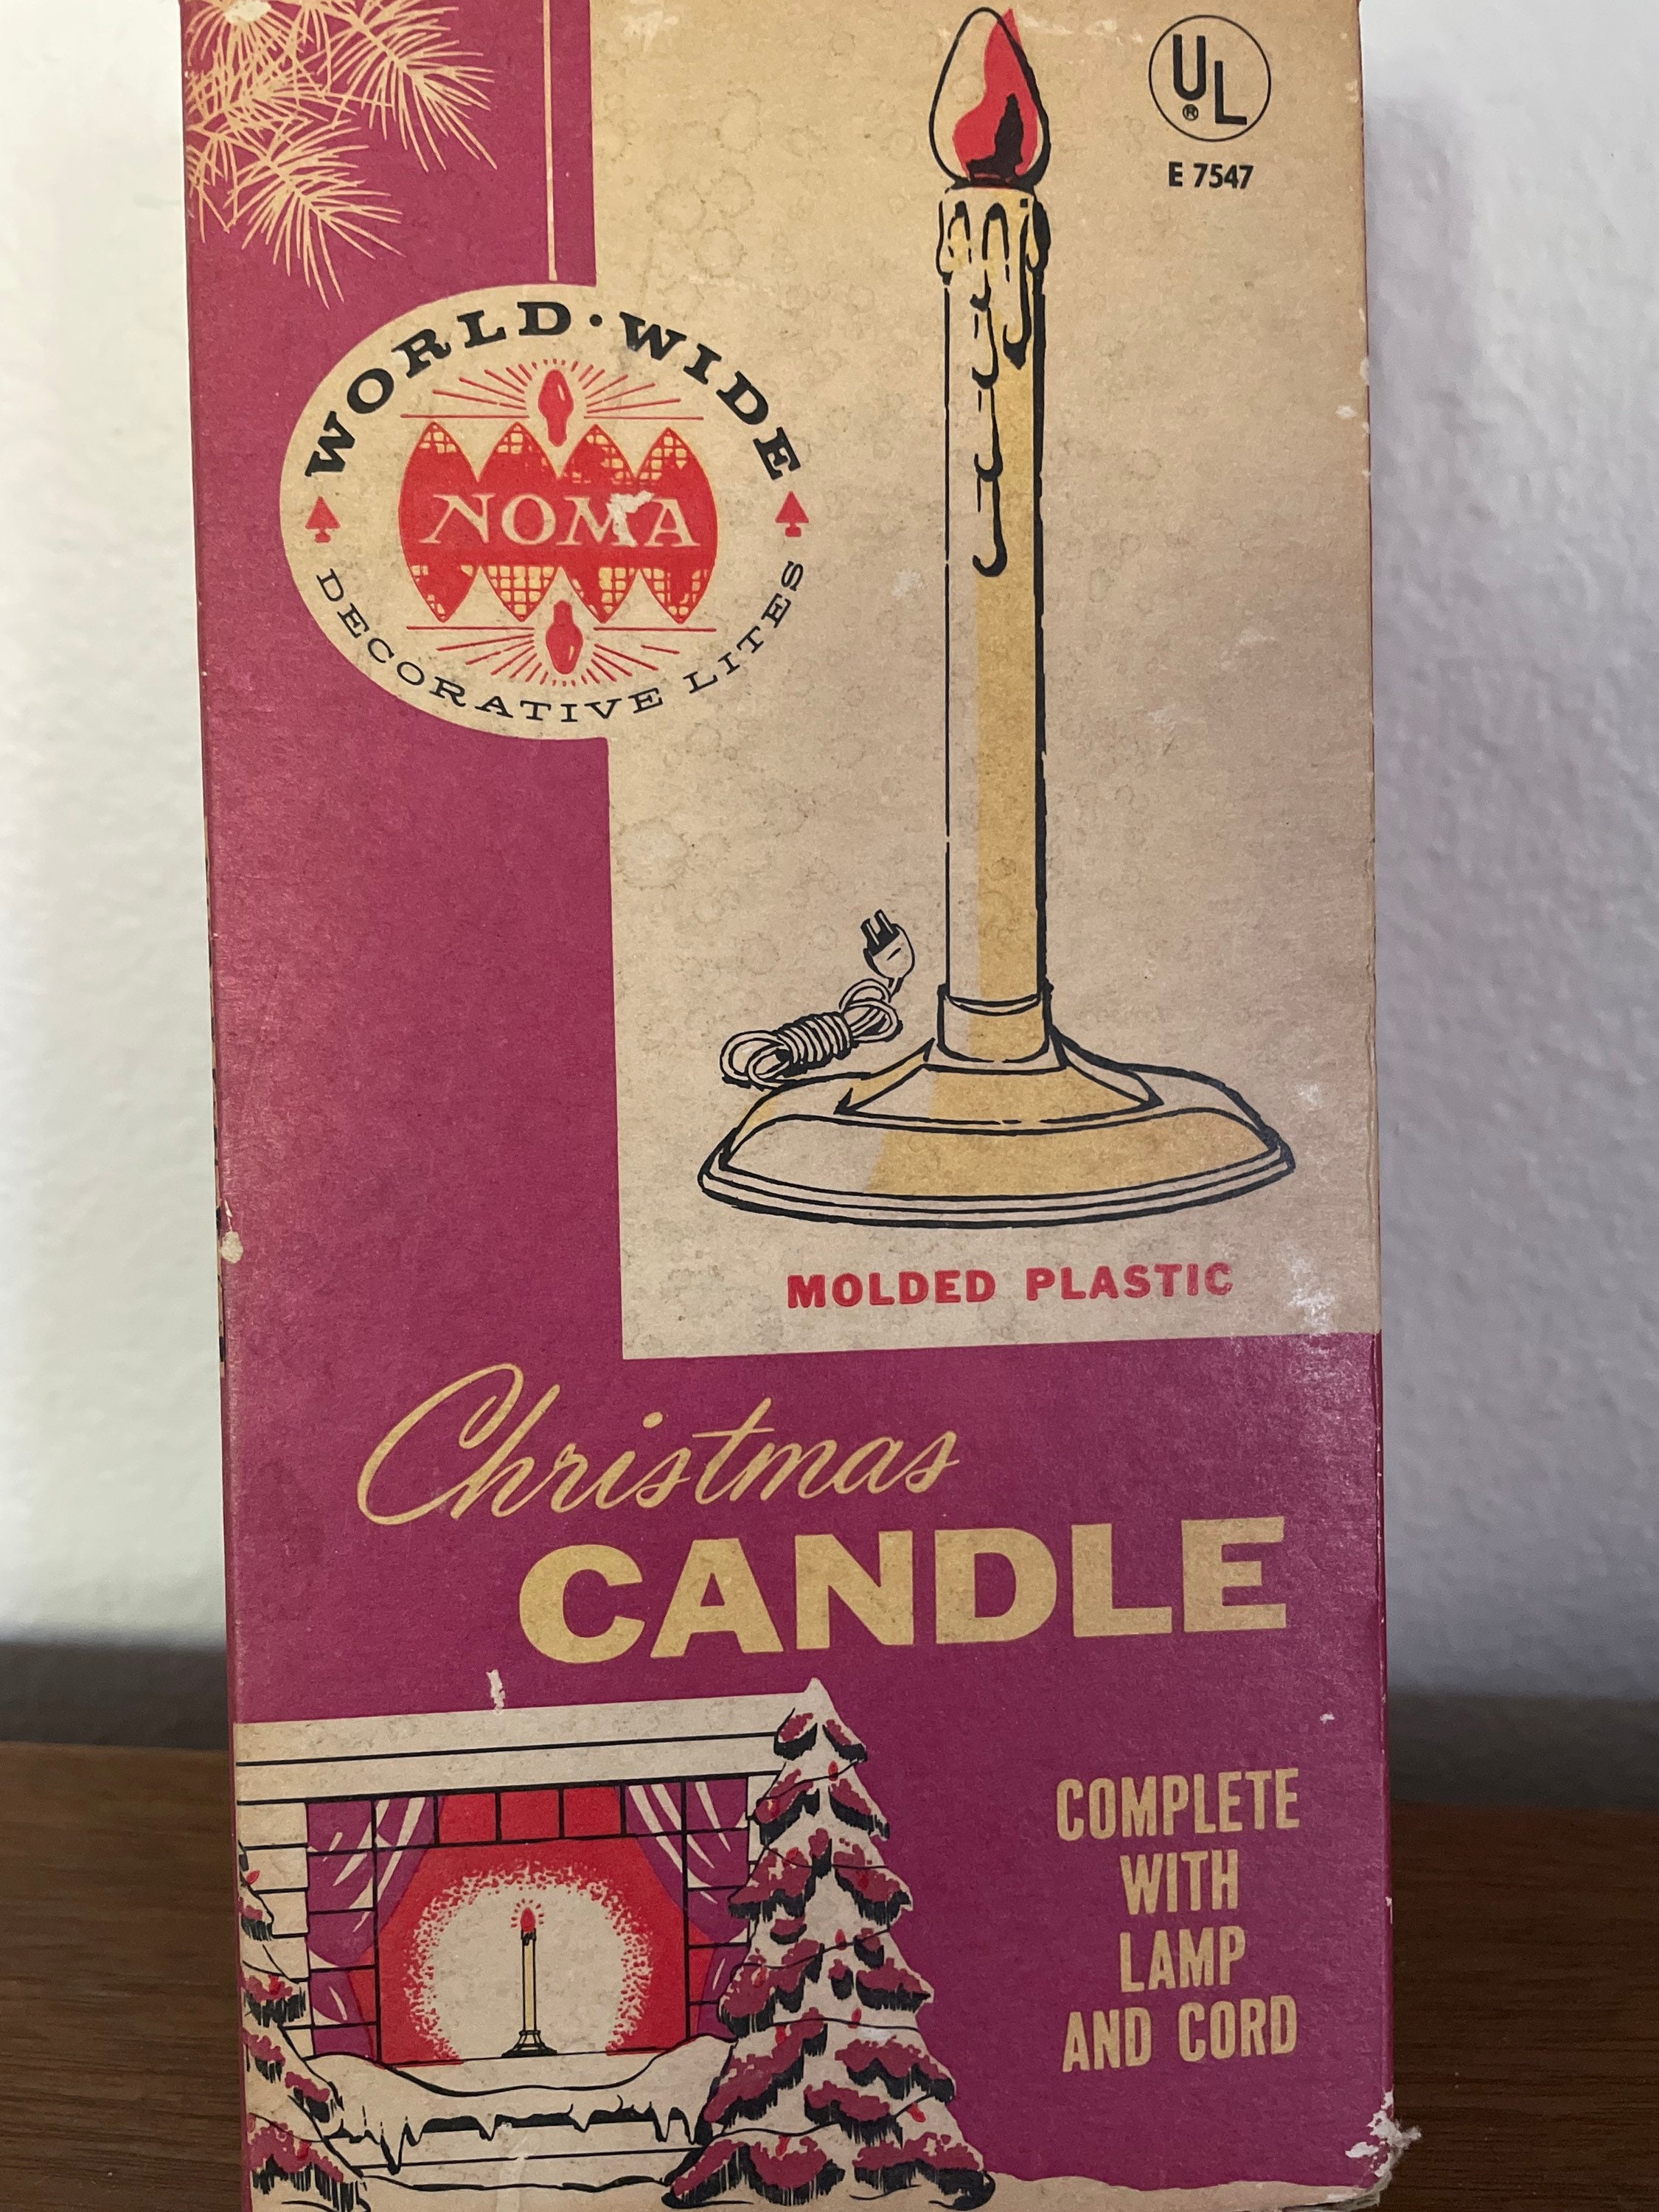 UL
®
E 7547
WORLD·WIDE
NOMA
DECORATIVE LITES
MOLDED PLASTIC
Christmas
CANDLE
COMPLETE
WITH
LAMP
AND CORD